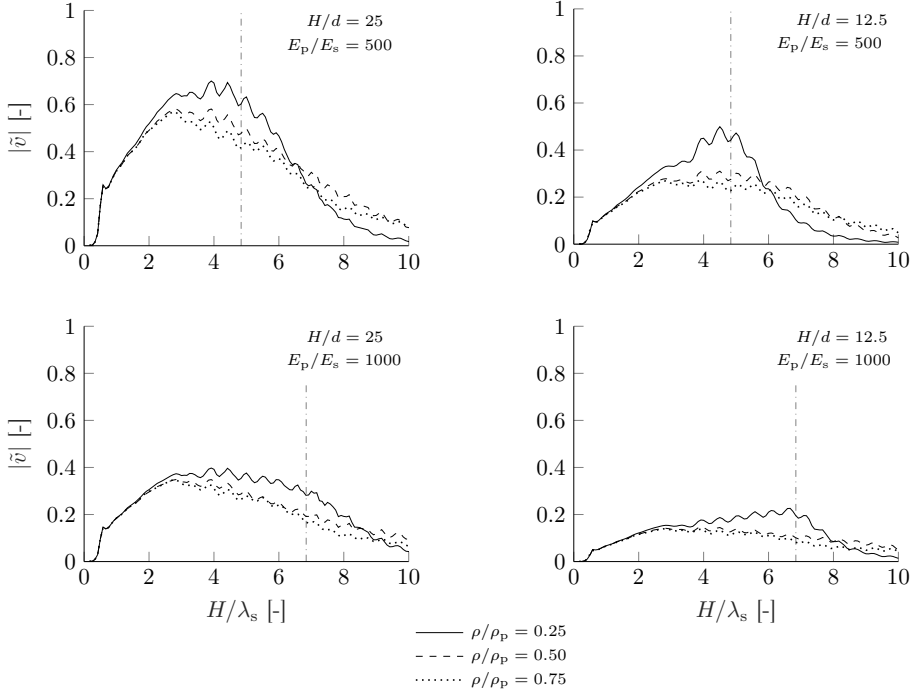 H/d = 25
E_p/E_s = 500
1
0.8
0.6
0.4
0.2
0
|ṽ| [-]
0 2 4 6 8 10
H/d = 12.5
E_p/E_s = 500
1
0.8
0.6
0.4
0.2
0
0 2 4 6 8 10
H/d = 25
E_p/E_s = 1000
1
0.8
0.6
0.4
0.2
0
|ṽ| [-]
0 2 4 6 8 10
H/λ_s [-]
H/d = 12.5
E_p/E_s = 1000
1
0.8
0.6
0.4
0.2
0
0 2 4 6 8 10
H/λ_s [-]
ρ/ρ_p = 0.25
ρ/ρ_p = 0.50
ρ/ρ_p = 0.75